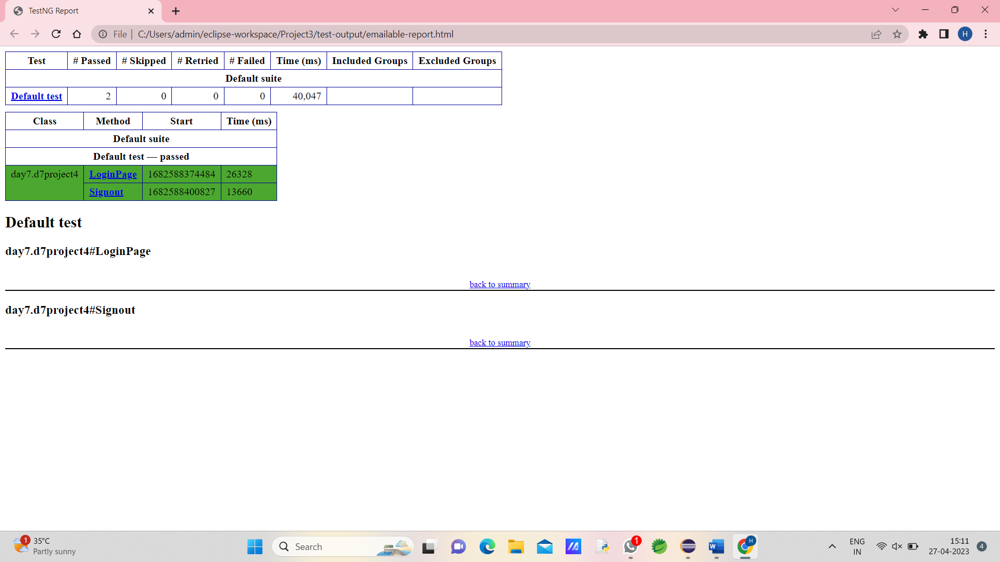 TestNG Report
File | C:/Users/admin/eclipse-workspace/Project3/test-output/emailable-report.html
H
Test # Passed # Skipped # Retried # Failed Time (ms) Included Groups Excluded Groups
Default suite
Default test 2 0 0 0 40,047
Class Method Start Time (ms)
Default suite
Default test — passed
day7.d7project4 LoginPage 1682588374484 26328
Signout 1682588400827 13660
Default test
day7.d7project4#LoginPage
back to summary
day7.d7project4#Signout
back to summary
1
35°C
Partly sunny
Search
1
W
H
ENG
IN
15:11
27-04-2023
4